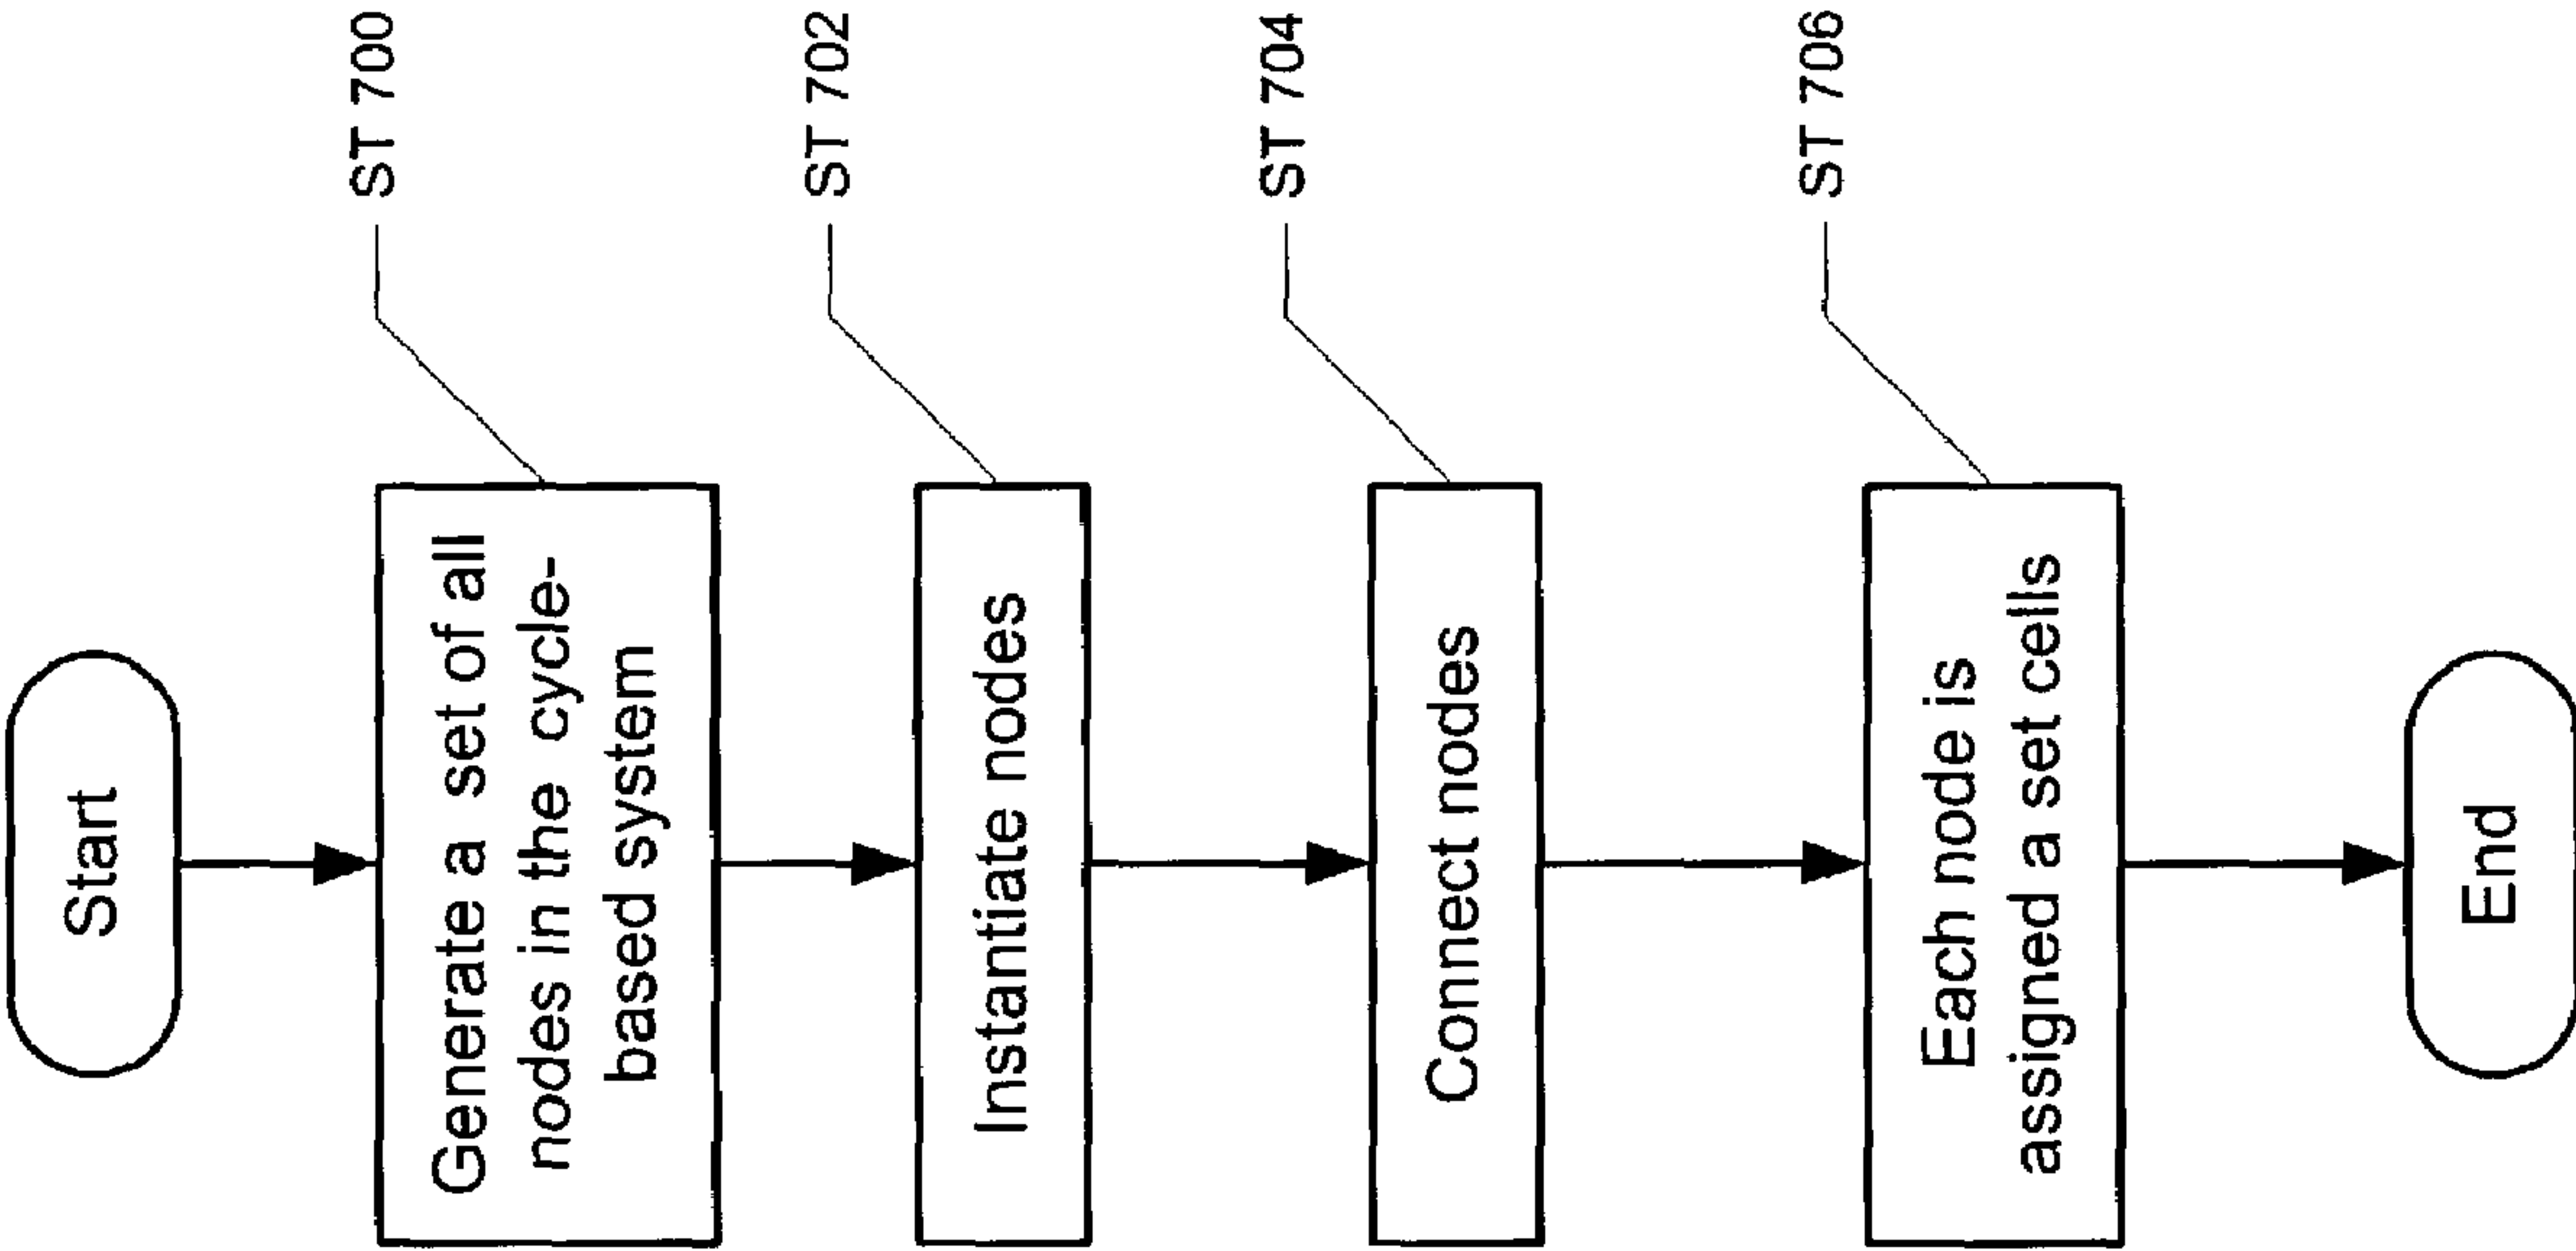 Start
ST 700
Generate a set of all
nodes in the cycle-
based system
ST 702
Instantiate nodes
ST 704
Connect nodes
ST 706
Each node is
assigned a set cells
End